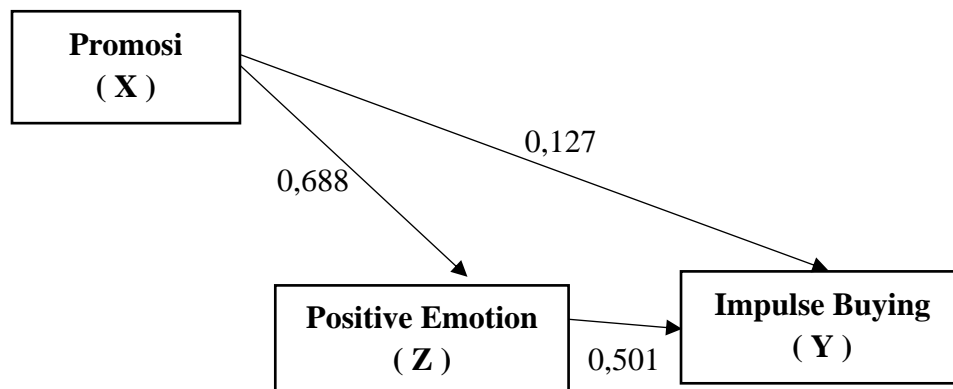 Promosi
( X )
0,127
0,688
Positive Emotion
( Z )
0,501
Impulse Buying
( Y )